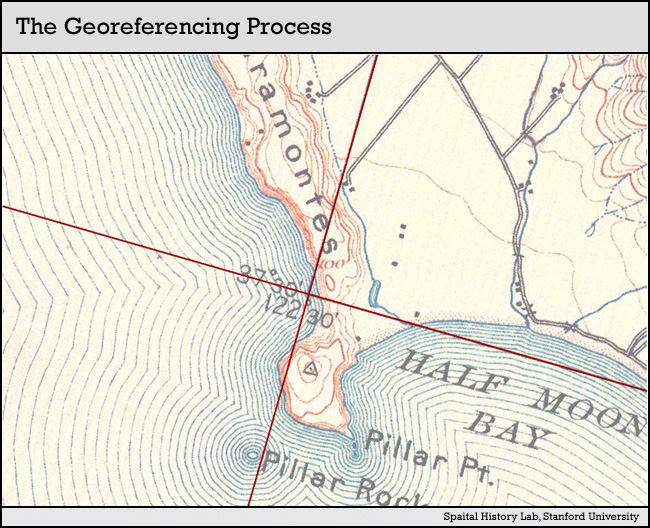 The Georeferencing Process
ramontes
100'
37°30'
122°30'
HALF MOON
BAY
Pillar Pt.
Pillar Rock
Spaital History Lab, Stanford University